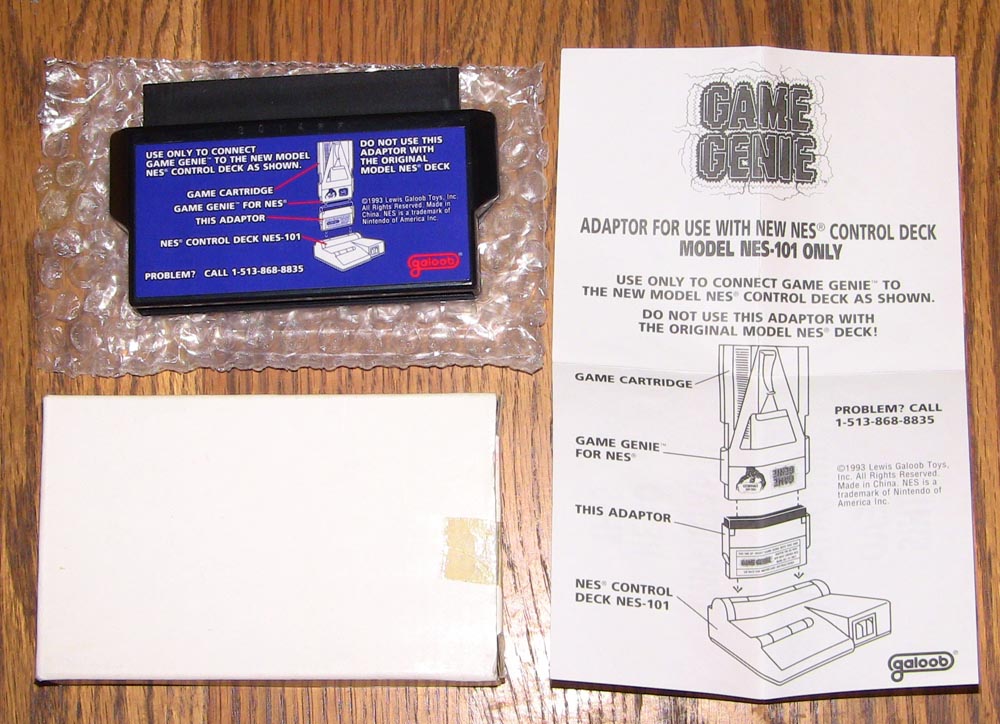 USE ONLY TO CONNECT
GAME GENIE™ TO THE NEW MODEL
NES® CONTROL DECK AS SHOWN.
DO NOT USE THIS
ADAPTOR WITH
THE ORIGINAL
MODEL NES® DECK
GAME CARTRIDGE
GAME GENIE™ FOR NES®
THIS ADAPTOR
NES® CONTROL DECK NES-101
©1993 Lewis Galoob Toys, Inc.
All Rights Reserved. Made in
China. NES is a trademark of
Nintendo of America Inc.
PROBLEM? CALL 1-513-868-8835
galoob®
GAME
GENIE
ADAPTOR FOR USE WITH NEW NES® CONTROL DECK
MODEL NES-101 ONLY
USE ONLY TO CONNECT GAME GENIE™ TO
THE NEW MODEL NES® CONTROL DECK AS SHOWN.
DO NOT USE THIS ADAPTOR WITH
THE ORIGINAL MODEL NES® DECK!
GAME CARTRIDGE
GAME GENIE™
FOR NES®
GAME
GENIE
THIS ADAPTOR
GAME GENIE
NES® CONTROL
DECK NES-101
PROBLEM? CALL
1-513-868-8835
©1993 Lewis Galoob Toys,
Inc. All Rights Reserved.
Made in China. NES is a
trademark of Nintendo of
America Inc.
galoob®